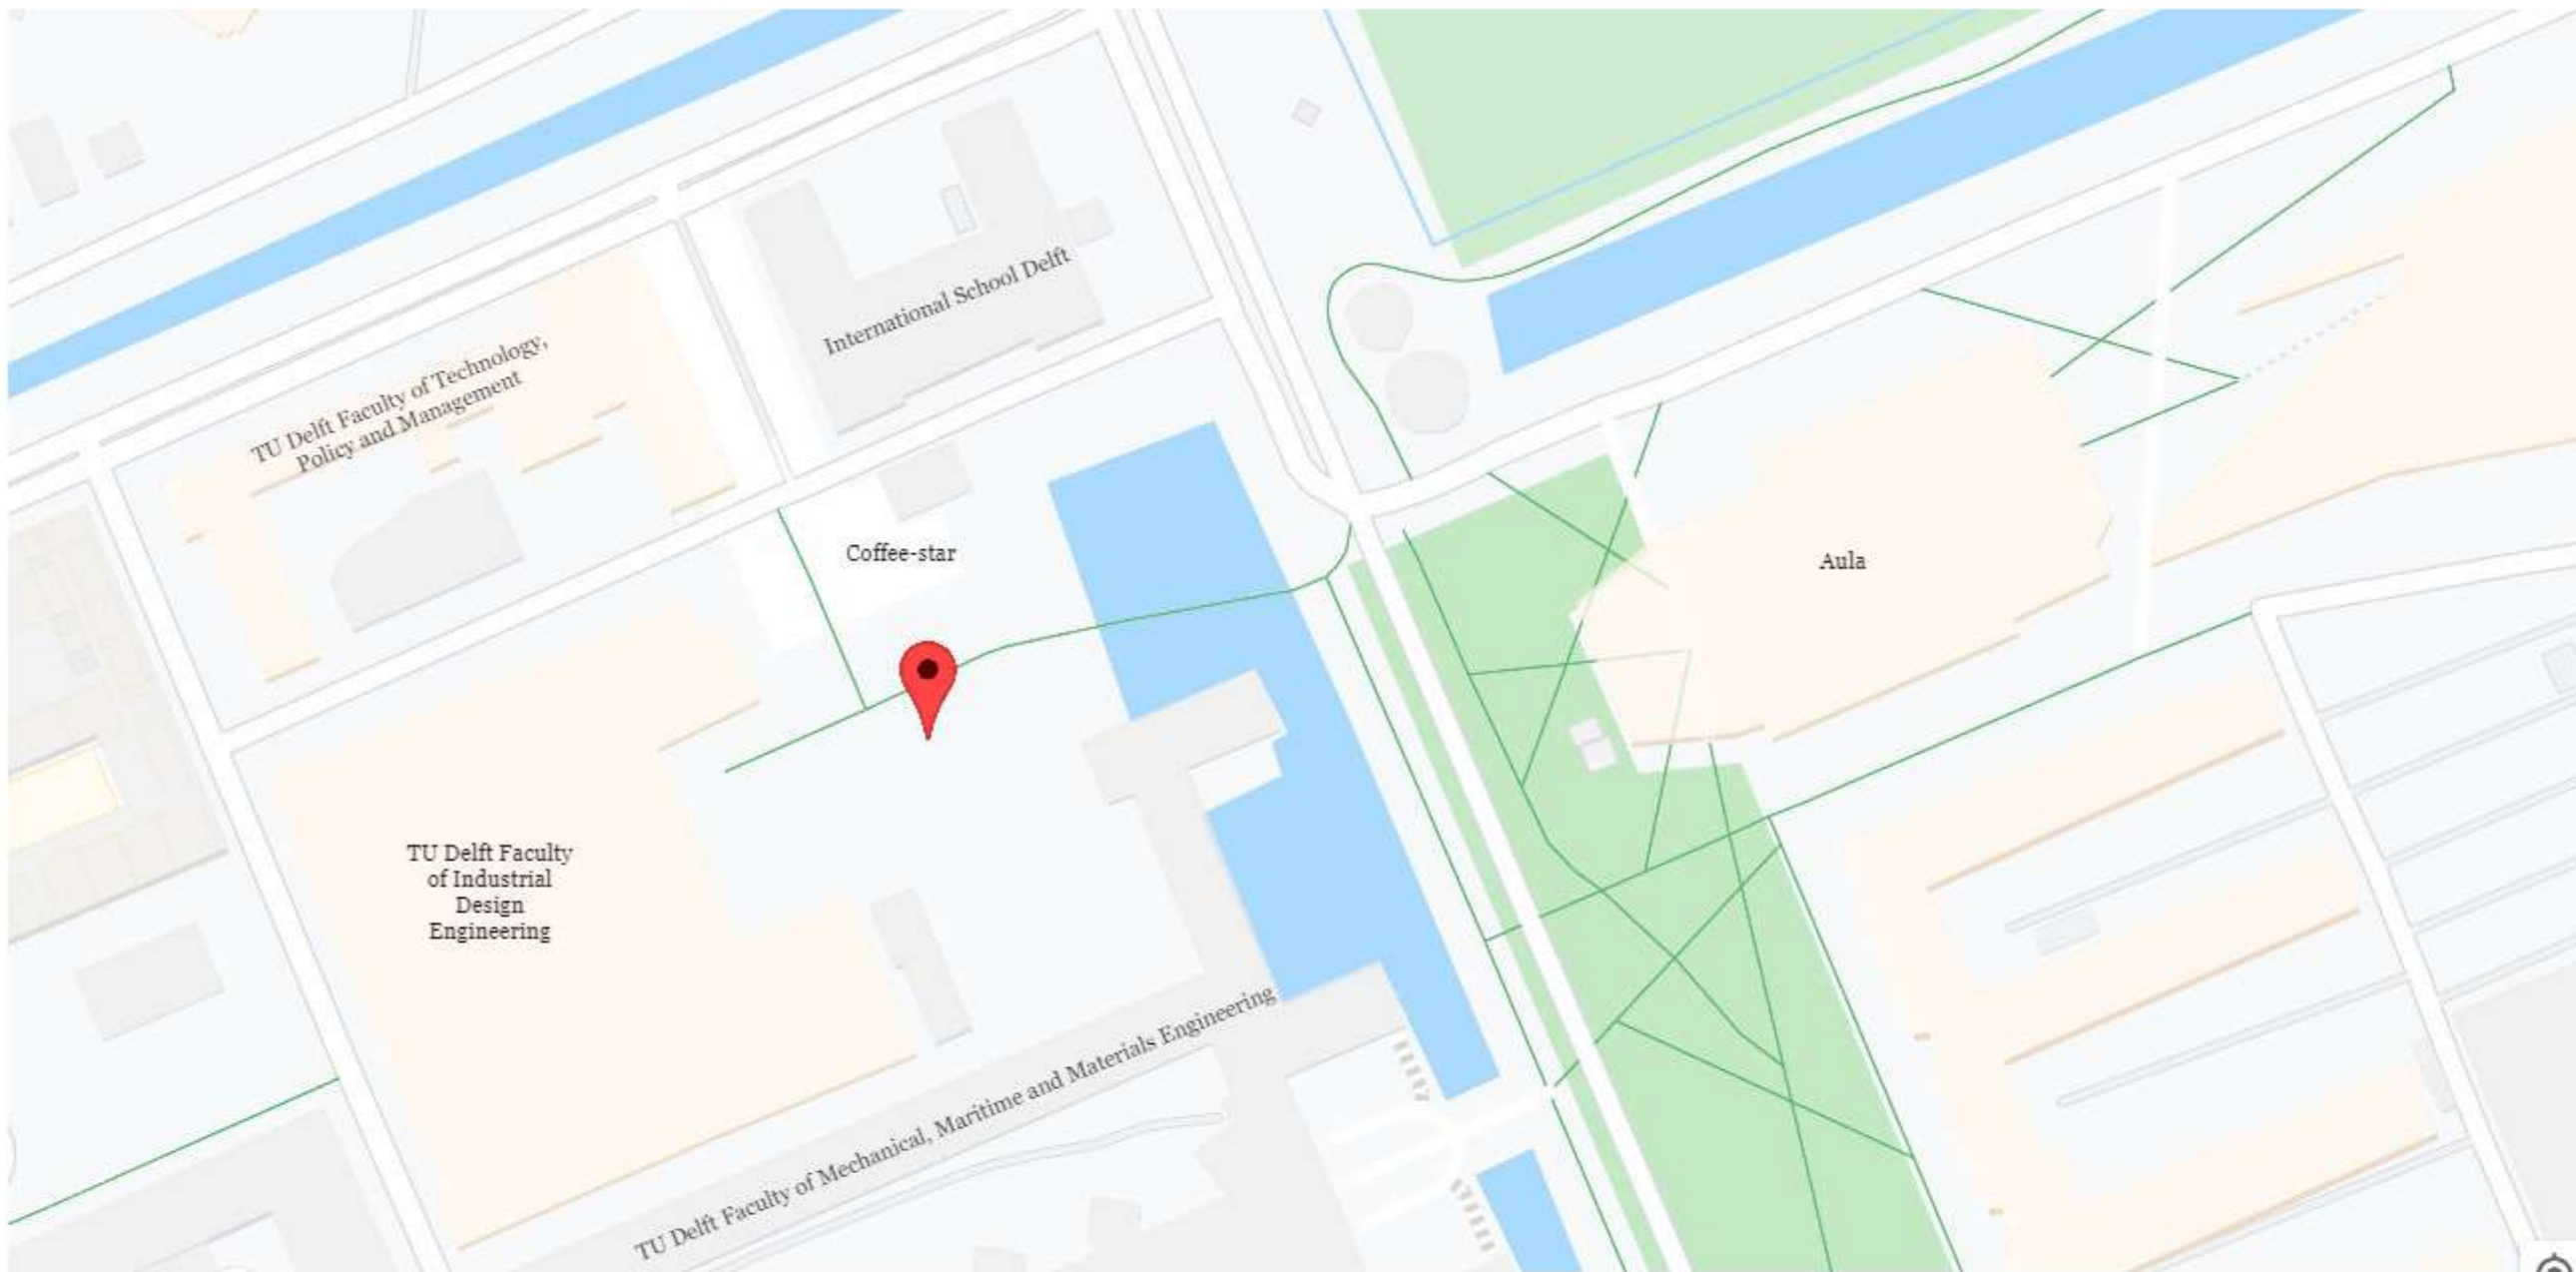 International School Delft
TU Delft Faculty of Technology,
Policy and Management
Coffee-star
Aula
TU Delft Faculty
of Industrial
Design
Engineering
TU Delft Faculty of Mechanical, Maritime and Materials Engineering